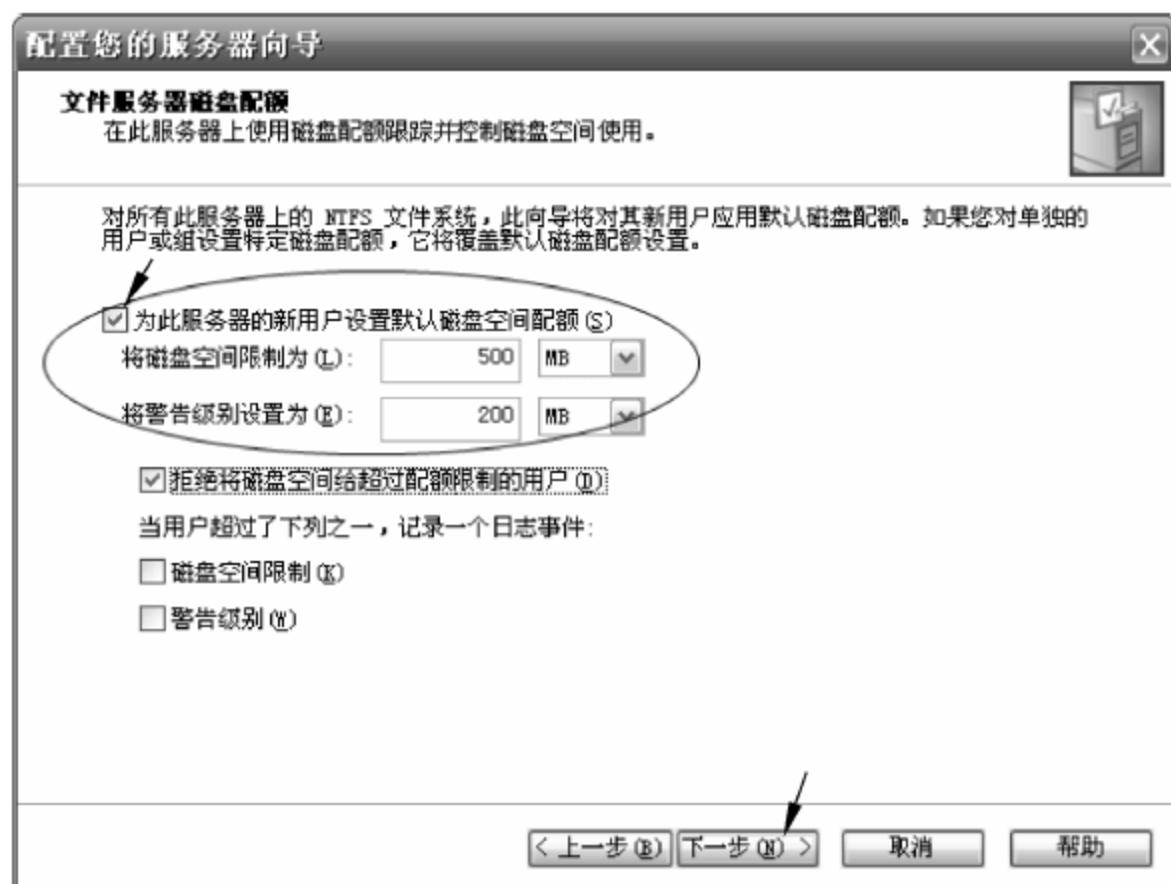 配置您的服务器向导
文件服务器磁盘配额
在此服务器上使用磁盘配额跟踪并控制磁盘空间使用。
对所有此服务器上的 NTFS 文件系统，此向导将对其新用户应用默认磁盘配额。如果您对单独的
用户或组设置特定磁盘配额，它将覆盖默认磁盘配额设置。
为此服务器的新用户设置默认磁盘空间配额(S)
将磁盘空间限制为(L): 500 MB
将警告级别设置为(E): 200 MB
拒绝将磁盘空间给超过配额限制的用户(D)
当用户超过了下列之一，记录一个日志事件:
磁盘空间限制(K)
警告级别(W)
< 上一步(B) 下一步(N) > 取消 帮助